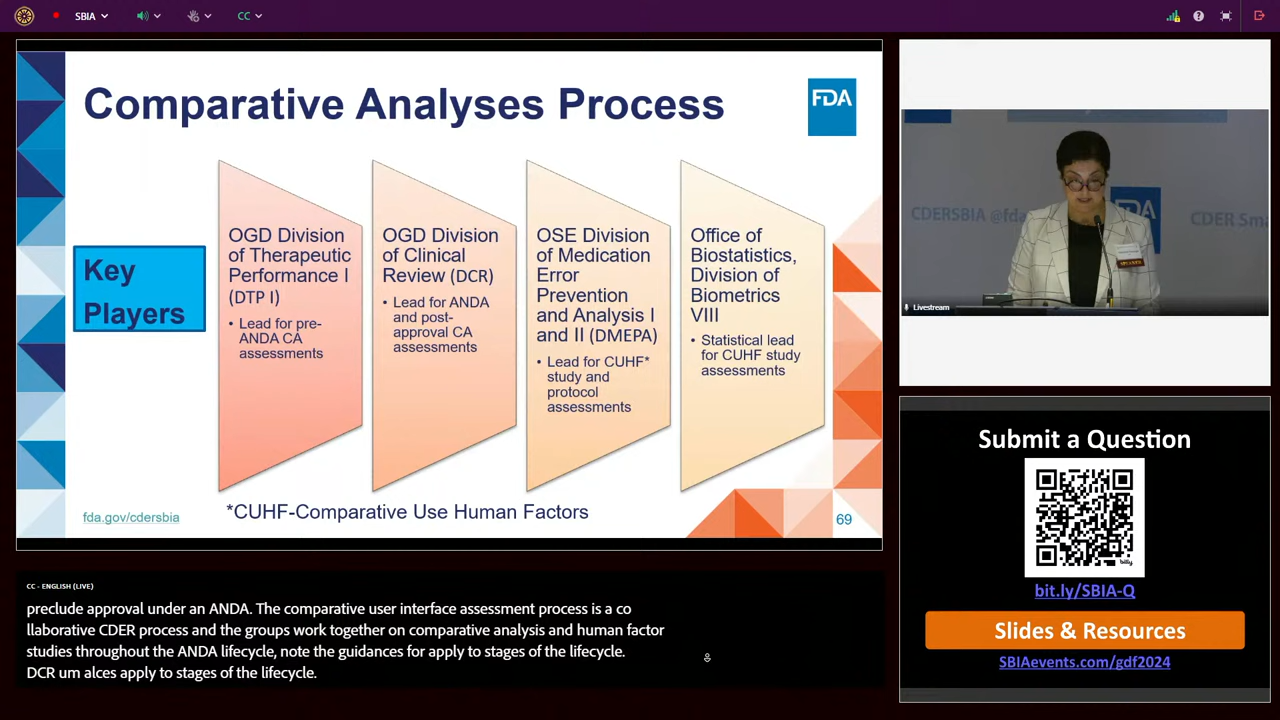 SBIA
CC
Comparative Analyses Process
FDA
Key
Players
OGD Division
of Therapeutic
Performance I
(DTP I)
• Lead for pre-
ANDA CA
assessments
OGD Division
of Clinical
Review (DCR)
• Lead for ANDA
and post-
approval CA
assessments
OSE Division
of Medication
Error
Prevention
and Analysis I
and II (DMEPA)
• Lead for CUHF*
study and
protocol
assessments
Office of
Biostatistics,
Division of
Biometrics
VIII
• Statistical lead
for CUHF study
assessments
*CUHF-Comparative Use Human Factors
fda.gov/cdersbia
69
CDERSBIA @fda
FDA
CDER Sma
SPEAKER
Livestream
Submit a Question
bitly
bit.ly/SBIA-Q
Slides & Resources
SBIAevents.com/gdf2024
CC - ENGLISH (LIVE)
preclude approval under an ANDA. The comparative user interface assessment process is a co
llaborative CDER process and the groups work together on comparative analysis and human factor
studies throughout the ANDA lifecycle, note the guidances for apply to stages of the lifecycle.
DCR um alces apply to stages of the lifecycle.